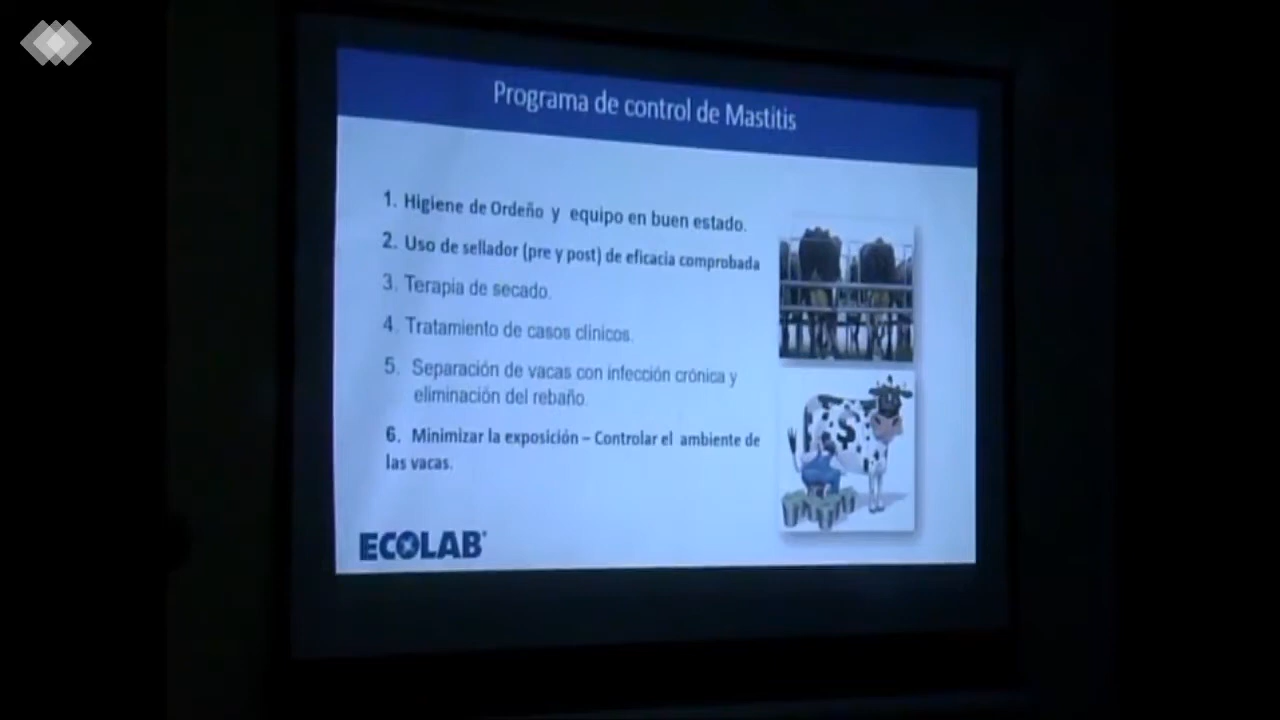 Programa de control de Mastitis
1. Higiene de Ordeño y equipo en buen estado.
2. Uso de sellador (pre y post) de eficacia comprobada
3. Terapia de secado.
4. Tratamiento de casos clínicos.
5. Separación de vacas con infección crónica y
eliminación del rebaño.
6. Minimizar la exposición – Controlar el ambiente de
las vacas.
ECOLAB®